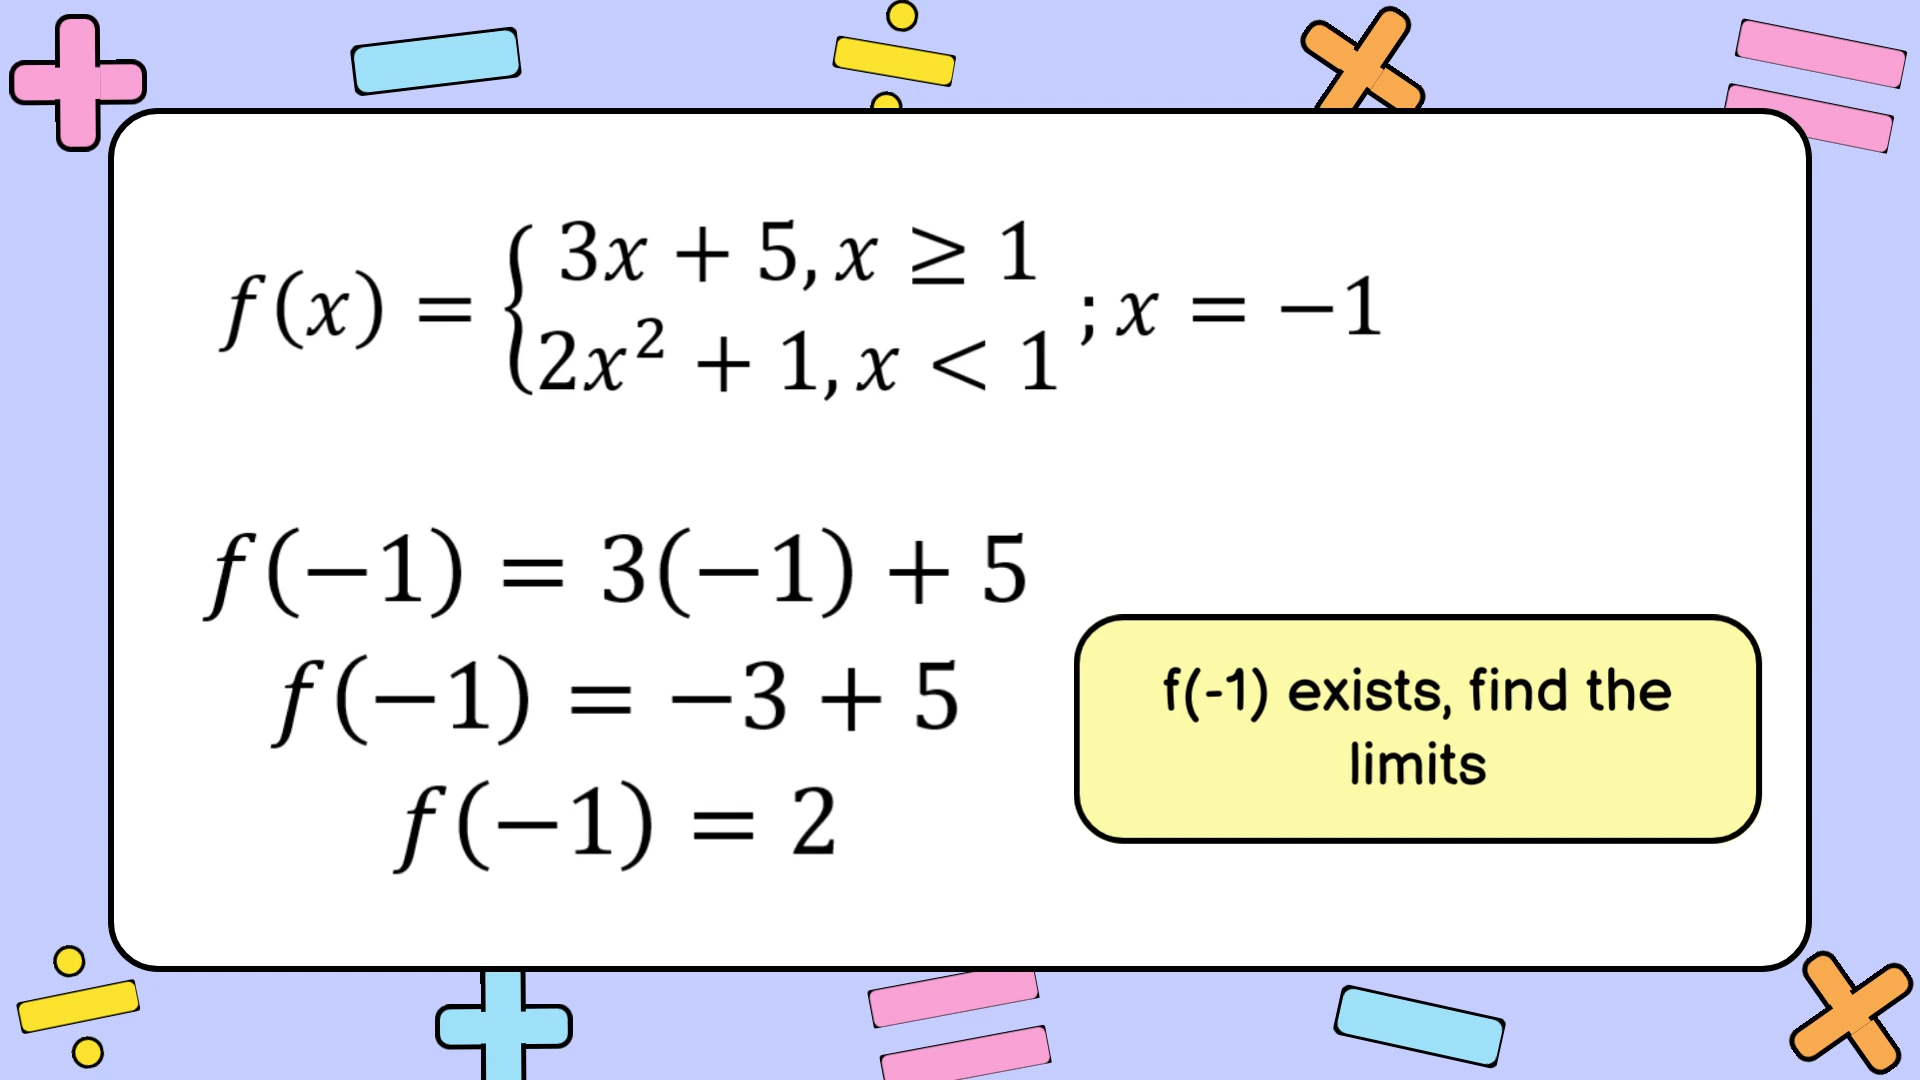 f(x) = { 3x + 5, x ≥ 1
2x² + 1, x < 1 ; x = −1
f(−1) = 3(−1) + 5
f(−1) = −3 + 5
f(−1) = 2
f(-1) exists, find the
limits